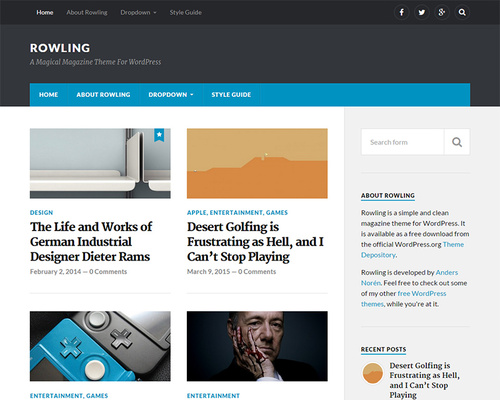 Home About Rowling Dropdown Style Guide
ROWLING
A Magical Magazine Theme For WordPress
HOME ABOUT ROWLING DROPDOWN STYLE GUIDE
DESIGN
The Life and Works of
German Industrial
Designer Dieter Rams
February 2, 2014 — 0 Comments
APPLE, ENTERTAINMENT, GAMES
Desert Golfing is
Frustrating as Hell, and I
Can’t Stop Playing
March 9, 2015 — 0 Comments
ENTERTAINMENT, GAMES
ENTERTAINMENT
Search form
ABOUT ROWLING
Rowling is a simple and clean
magazine theme for WordPress. It
is available as a free download from
the official WordPress.org Theme
Depository.
Rowling is developed by Anders
Norén. Feel free to check out some
of my other free WordPress
themes, while you're at it.
RECENT POSTS
Desert Golfing is
Frustrating as Hell,
and I Can’t Stop
Playing